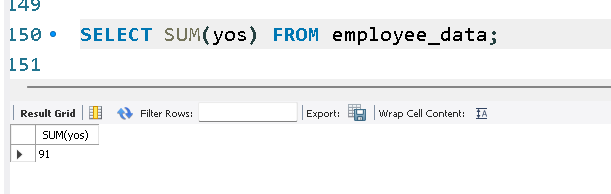 149
150 SELECT SUM(yos) FROM employee_data;
151
Result Grid Filter Rows: Export: Wrap Cell Content:
SUM(yos)
91